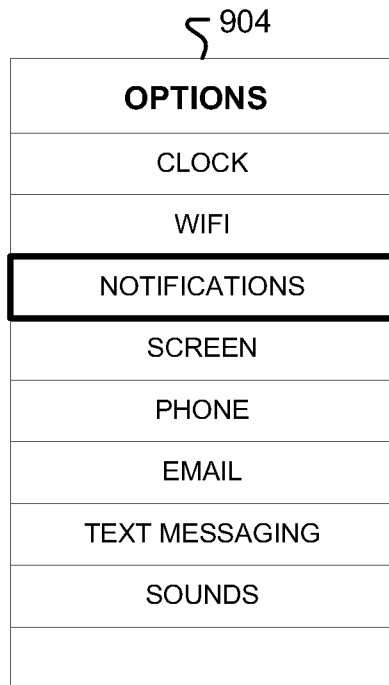 904
OPTIONS
CLOCK
WIFI
NOTIFICATIONS
SCREEN
PHONE
EMAIL
TEXT MESSAGING
SOUNDS